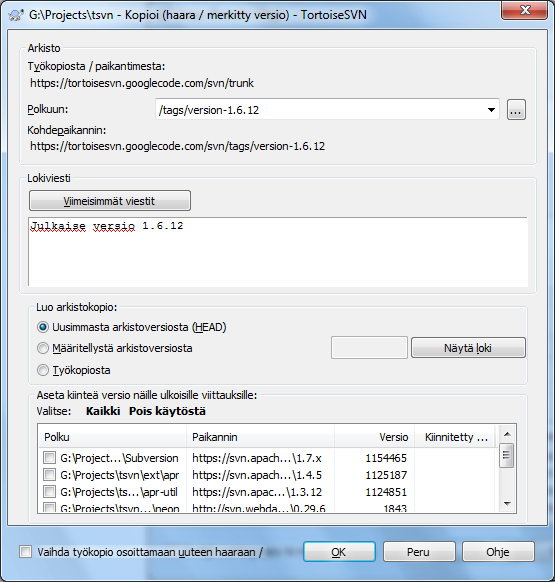 G:\Projects\tsvn - Kopioi (haara / merkitty versio) - TortoiseSVN
Arkisto
Työkopiosta / paikantimesta:
https://tortoisesvn.googlecode.com/svn/trunk
Polkuun:
/tags/version-1.6.12
...
Kohdepaikannin:
https://tortoisesvn.googlecode.com/svn/tags/version-1.6.12
Lokiviesti
Viimeisimmät viestit
Julkaise versio 1.6.12
Luo arkistokopio:
Uusimmasta arkistoversiosta (HEAD)
Määritellystä arkistoversiosta
Näytä loki
Työkopiosta
Aseta kiinteä versio näille ulkoisille viittauksille:
Valitse: Kaikki Pois käytöstä
Polku Paikannin Versio Kiinnitetty ...
G:\Project...\Subversion https://svn.apach...\1.7.x 1154465
G:\Projects\tsvn\ext\apr https://svn.apach...\1.4.5 1125187
G:\Projects\ts...\apr-util https://svn.apac...\1.3.12 1124851
G:\Projects\tsvn...\neon http://svn.webda...\0.29.6 1843
Vaihda työkopio osoittamaan uuteen haaraan /
OK
Peru
Ohje